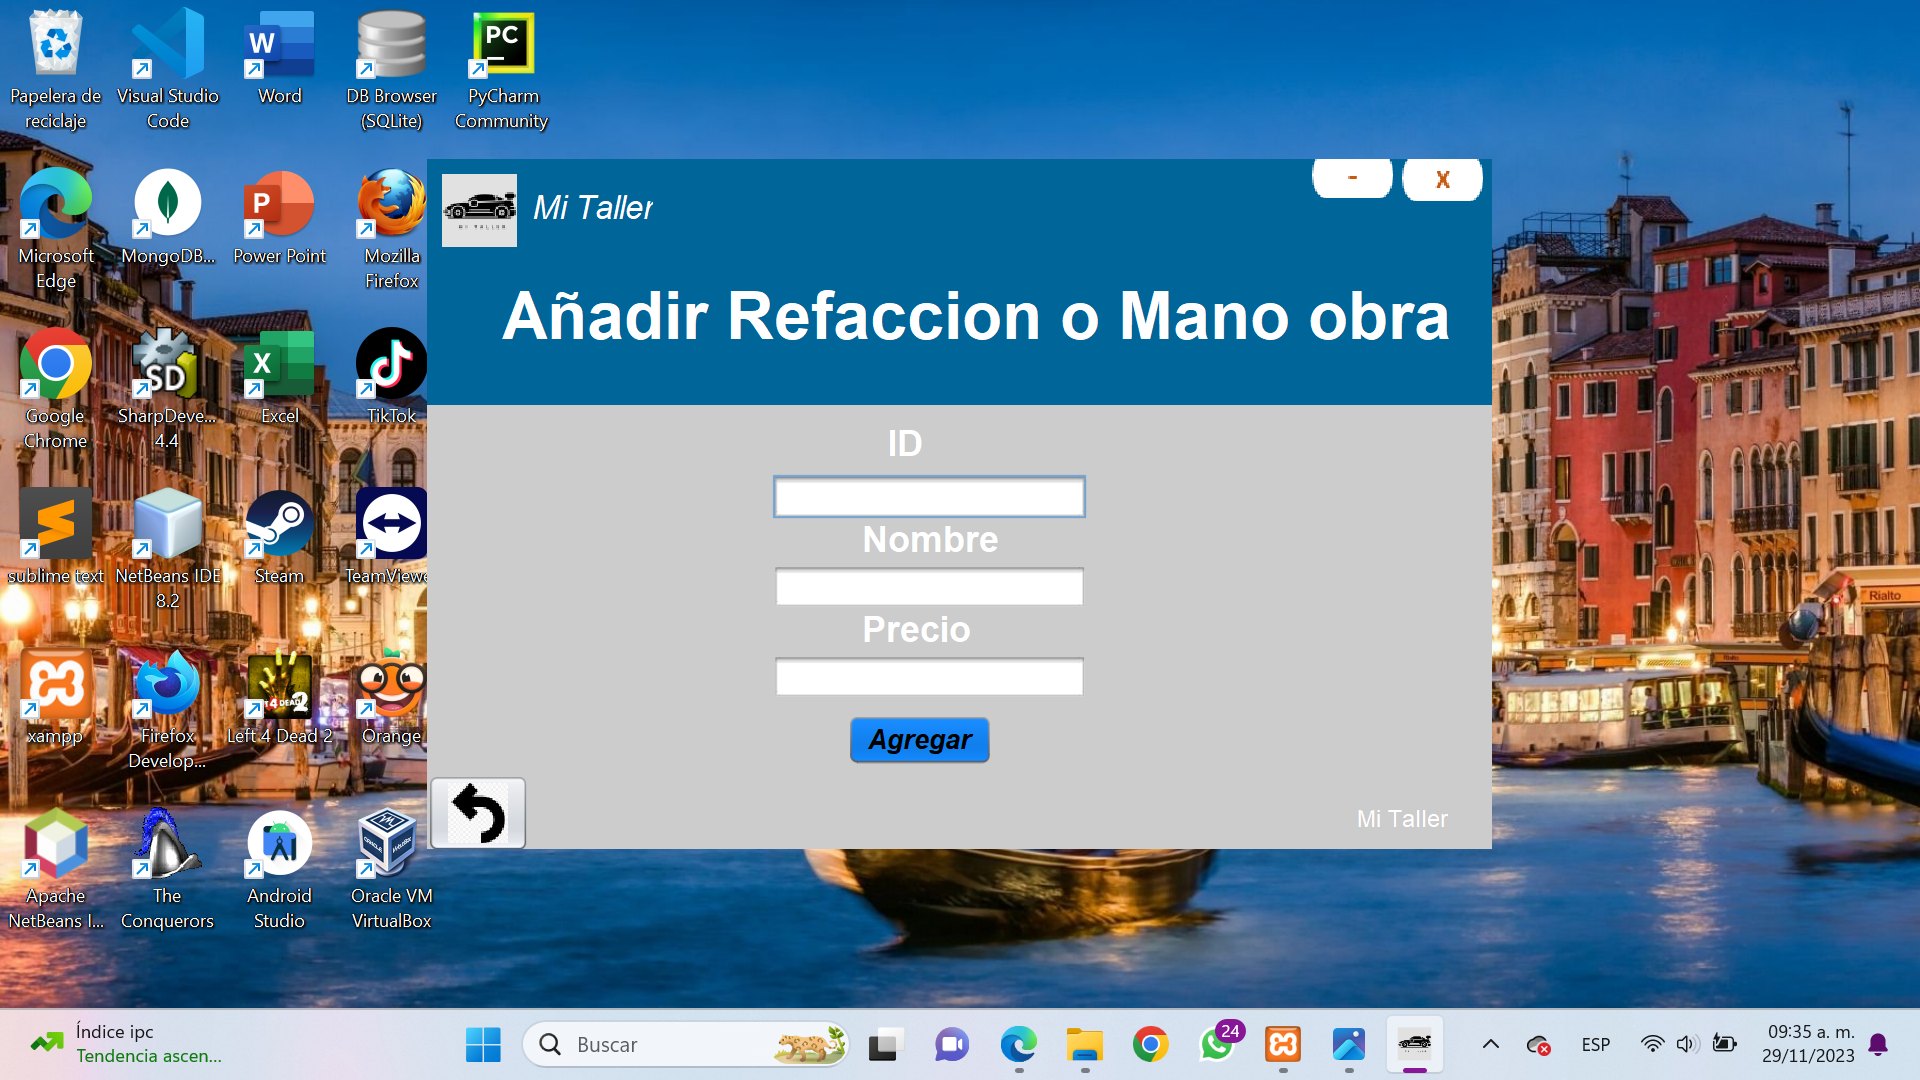 Papelera de
reciclaje
Visual Studio
Code
Word
DB Browser
(SQLite)
PC
PyCharm
Community
Microsoft
Edge
MongoDB...
Power Point
Mozilla
Firefox
Google
Chrome
SD
SharpDeve...
4.4
Excel
TikTok
sublime text
NetBeans IDE
8.2
Steam
TeamViewe
xampp
Firefox
Develop...
Left 4 Dead 2
Orange
Apache
NetBeans I...
The
Conquerors
Android
Studio
Oracle VM
VirtualBox
Mi Taller
-
X
Añadir Refaccion o Mano obra
ID
Nombre
Precio
Agregar
Mi Taller
Rialto
Índice ipc
Tendencia ascen...
Buscar
24
ESP
09:35 a. m.
29/11/2023